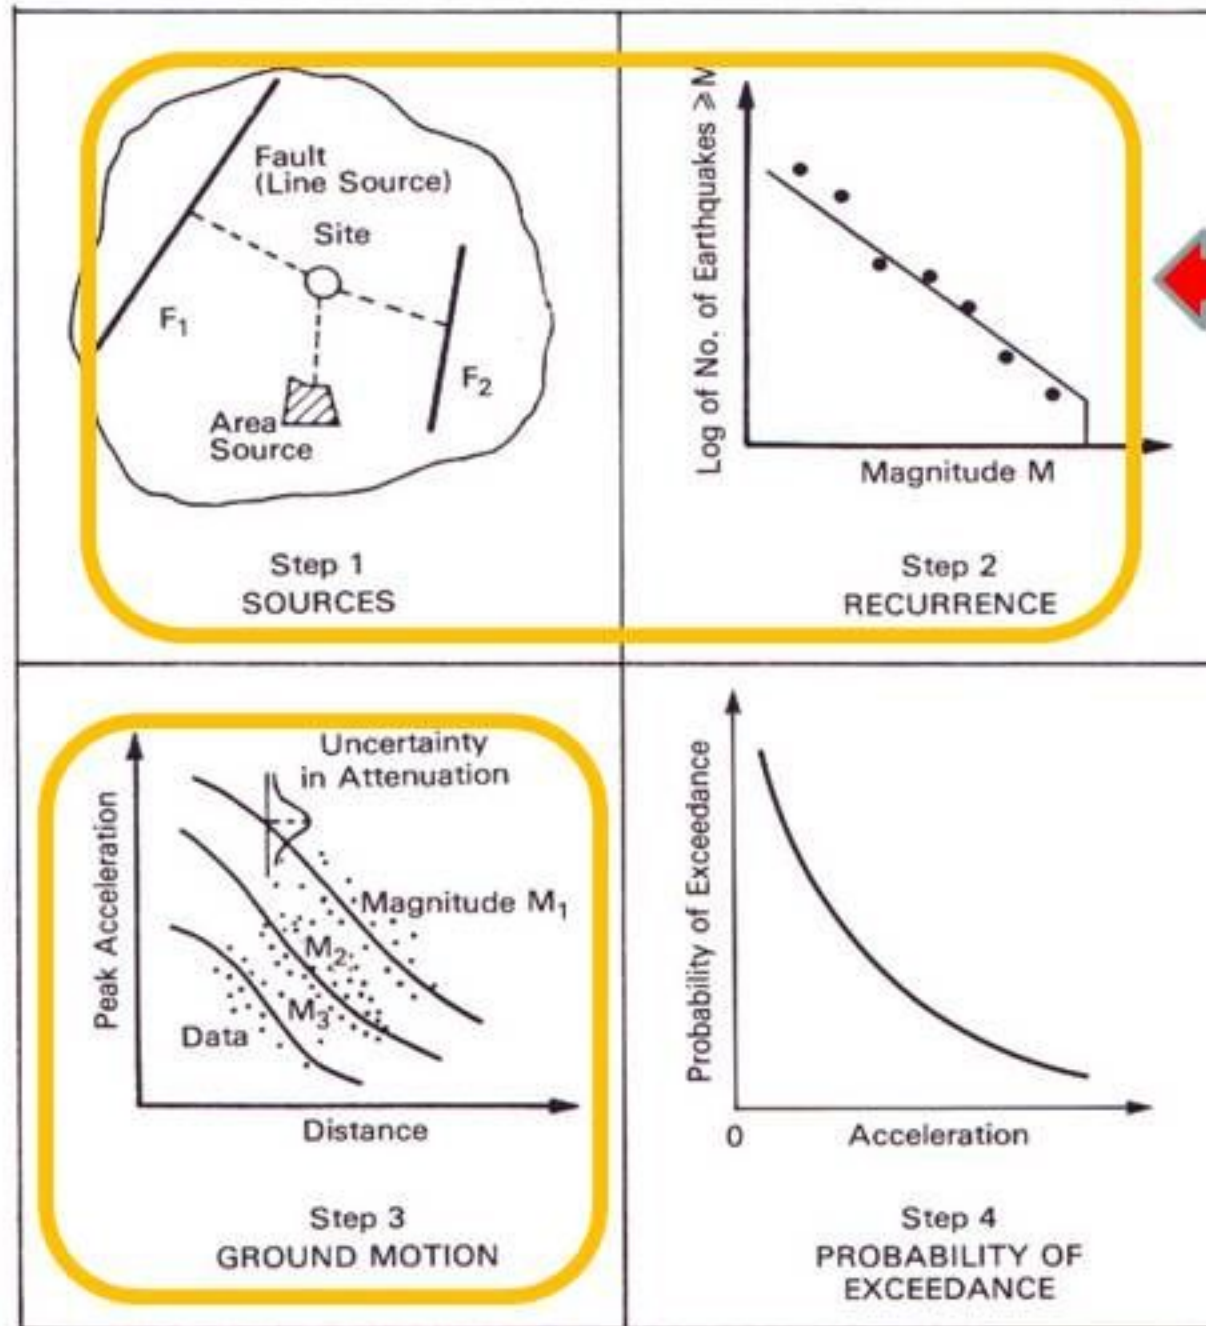 Fault
(Line Source)
Site
F₁
F₂
Area
Source
Step 1
SOURCES
Log of No. of Earthquakes ⩾M
Magnitude M
Step 2
RECURRENCE
Uncertainty
in Attenuation
Peak Acceleration
Magnitude M₁
M₂
M₃
Data
Distance
Step 3
GROUND MOTION
Probability of Exceedance
0
Acceleration
Step 4
PROBABILITY OF
EXCEEDANCE